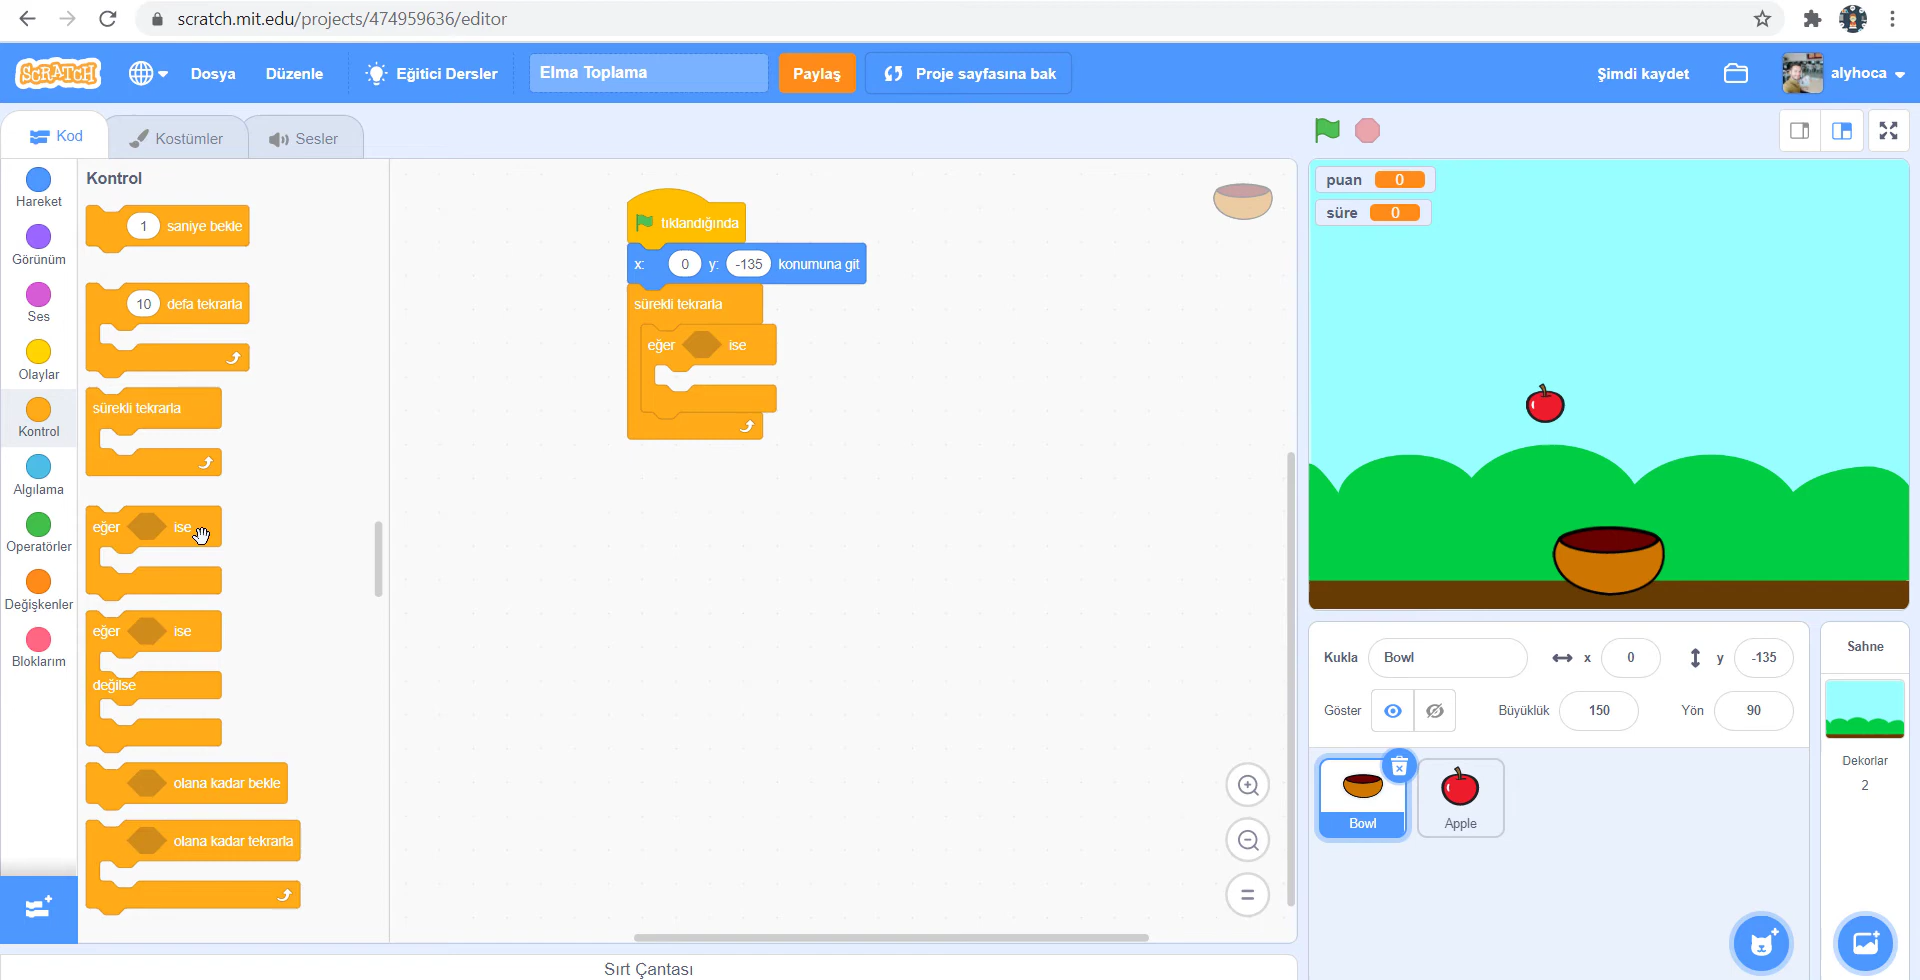 scratch.mit.edu/projects/474959636/editor
SCRATCH
Dosya
Düzenle
Eğitici Dersler
Elma Toplama
Paylaş
Proje sayfasına bak
Şimdi kaydet
alyhoca
Kod
Kostümler
Sesler
Hareket
Görünüm
Ses
Olaylar
Kontrol
Algılama
Operatörler
Değişkenler
Bloklarım
Kontrol
1 saniye bekle
10 defa tekrarla
sürekli tekrarla
eğer ise
eğer ise
değilse
olana kadar bekle
olana kadar tekrarla
tıklandığında
x: 0 y: -135 konumuna git
sürekli tekrarla
eğer ise
puan 0
süre 0
Kukla Bowl x 0 y -135
Göster Büyüklük 150 Yön 90
Bowl
Apple
Sahne
Dekorlar
2
Sırt Çantası